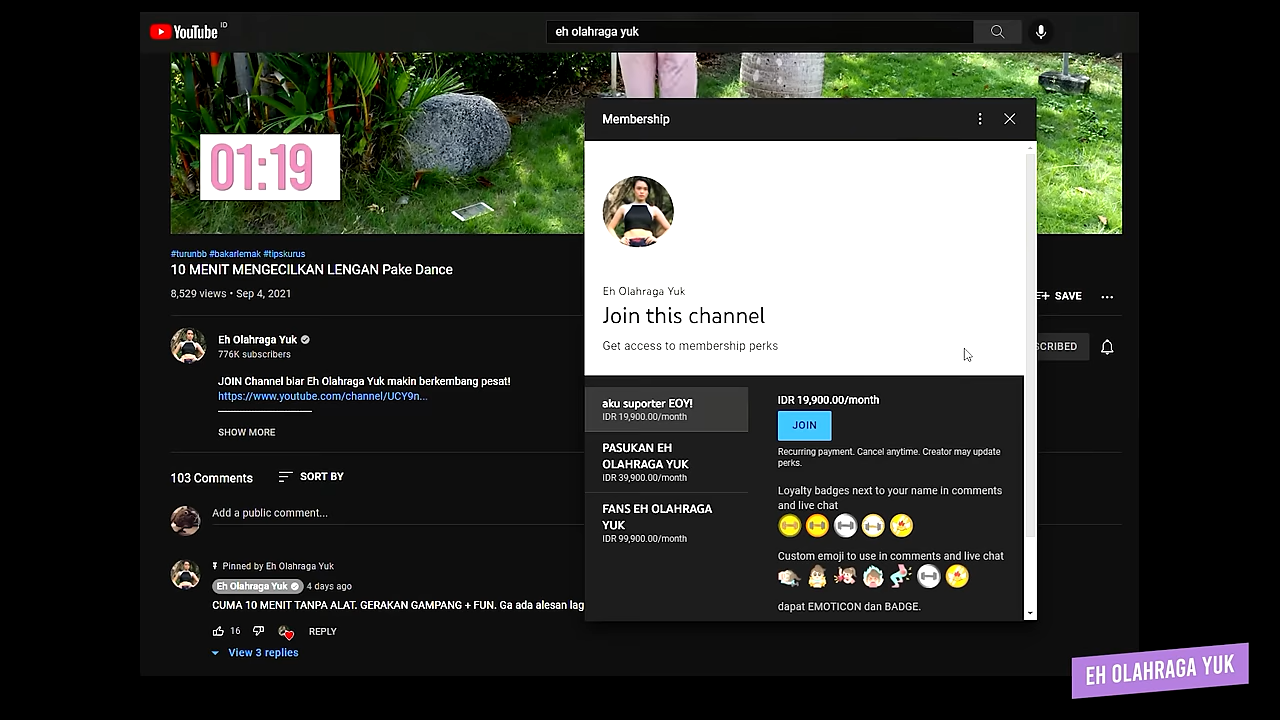 YouTube ID
eh olahraga yuk
01:19
#turunbb #bakarlemak #tipskurus
10 MENIT MENGECILKAN LENGAN Pake Dance
8,529 views • Sep 4, 2021
SAVE
Eh Olahraga Yuk
776K subscribers
SCRIBED
JOIN Channel biar Eh Olahraga Yuk makin berkembang pesat!
https://www.youtube.com/channel/UCY9n...
SHOW MORE
103 Comments
SORT BY
Add a public comment...
Pinned by Eh Olahraga Yuk
Eh Olahraga Yuk 4 days ago
CUMA 10 MENIT TANPA ALAT. GERAKAN GAMPANG + FUN. Ga ada alesan lag
16
REPLY
View 3 replies
Membership
Eh Olahraga Yuk
Join this channel
Get access to membership perks
aku suporter EOY!
IDR 19,900.00/month
PASUKAN EH
OLAHRAGA YUK
IDR 39,900.00/month
FANS EH OLAHRAGA
YUK
IDR 99,900.00/month
IDR 19,900.00/month
JOIN
Recurring payment. Cancel anytime. Creator may update
perks.
Loyalty badges next to your name in comments
and live chat
Custom emoji to use in comments and live chat
dapat EMOTICON dan BADGE.
EH OLAHRAGA YUK